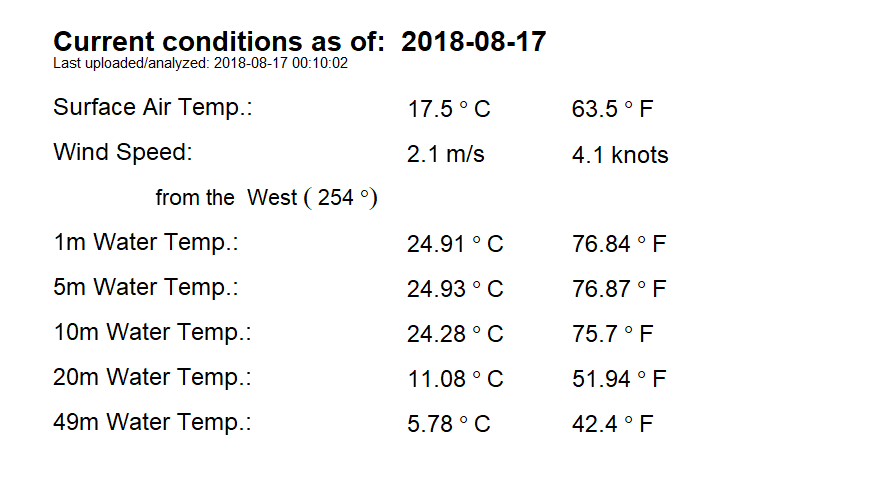 Current conditions as of: 2018-08-17
Last uploaded/analyzed: 2018-08-17 00:10:02
Surface Air Temp.: 17.5 ° C 63.5 ° F
Wind Speed: 2.1 m/s 4.1 knots
from the West ( 254 °)
1m Water Temp.: 24.91 ° C 76.84 ° F
5m Water Temp.: 24.93 ° C 76.87 ° F
10m Water Temp.: 24.28 ° C 75.7 ° F
20m Water Temp.: 11.08 ° C 51.94 ° F
49m Water Temp.: 5.78 ° C 42.4 ° F